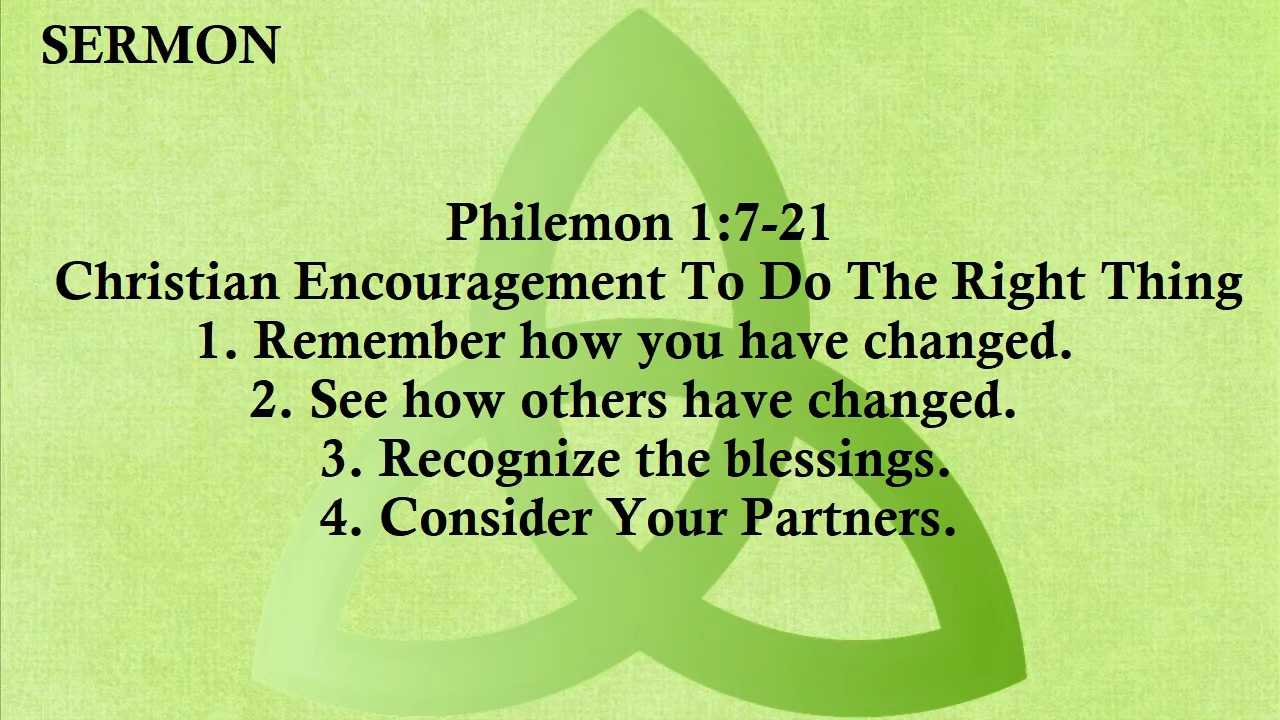 SERMON
Philemon 1:7-21
Christian Encouragement To Do The Right Thing
1. Remember how you have changed.
2. See how others have changed.
3. Recognize the blessings.
4. Consider Your Partners.